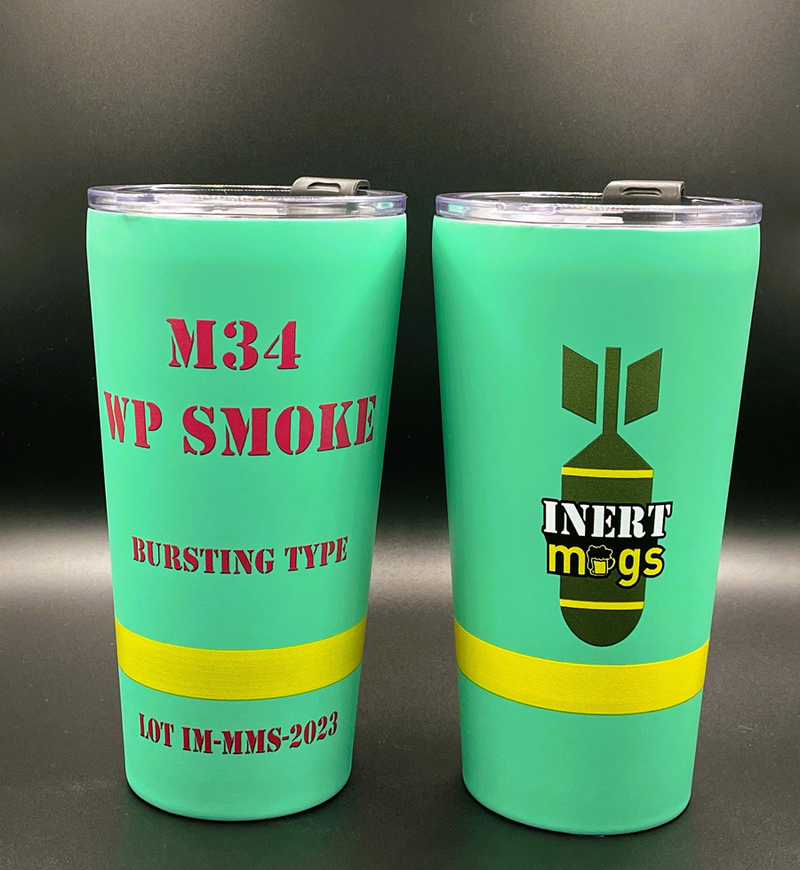 M34
WP SMOKE
BURSTING TYPE
LOT IM-MMS-2023
INERT
mugs